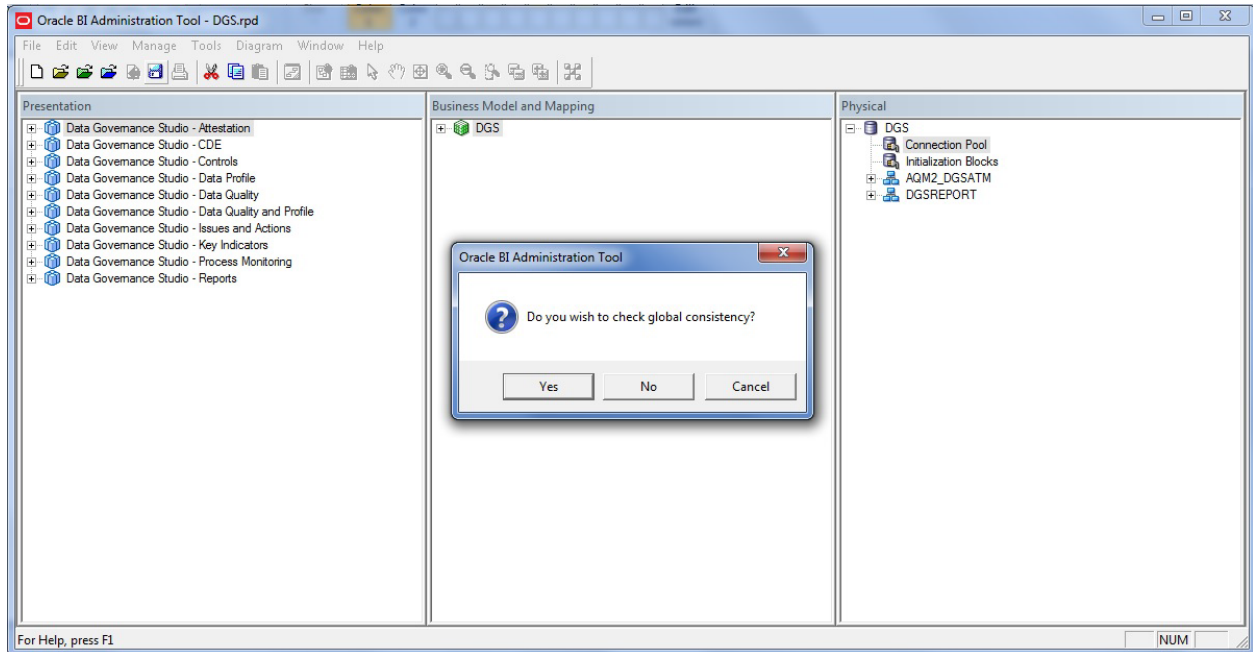 Oracle BI Administration Tool - DGS.rpd
File Edit View Manage Tools Diagram Window Help
Presentation
Data Governance Studio - Attestation
Data Governance Studio - CDE
Data Governance Studio - Controls
Data Governance Studio - Data Profile
Data Governance Studio - Data Quality
Data Governance Studio - Data Quality and Profile
Data Governance Studio - Issues and Actions
Data Governance Studio - Key Indicators
Data Governance Studio - Process Monitoring
Data Governance Studio - Reports
Business Model and Mapping
DGS
Physical
DGS
Connection Pool
Initialization Blocks
AQM2_DGSATM
DGSREPORT
Oracle BI Administration Tool
Do you wish to check global consistency?
Yes No Cancel
For Help, press F1
NUM